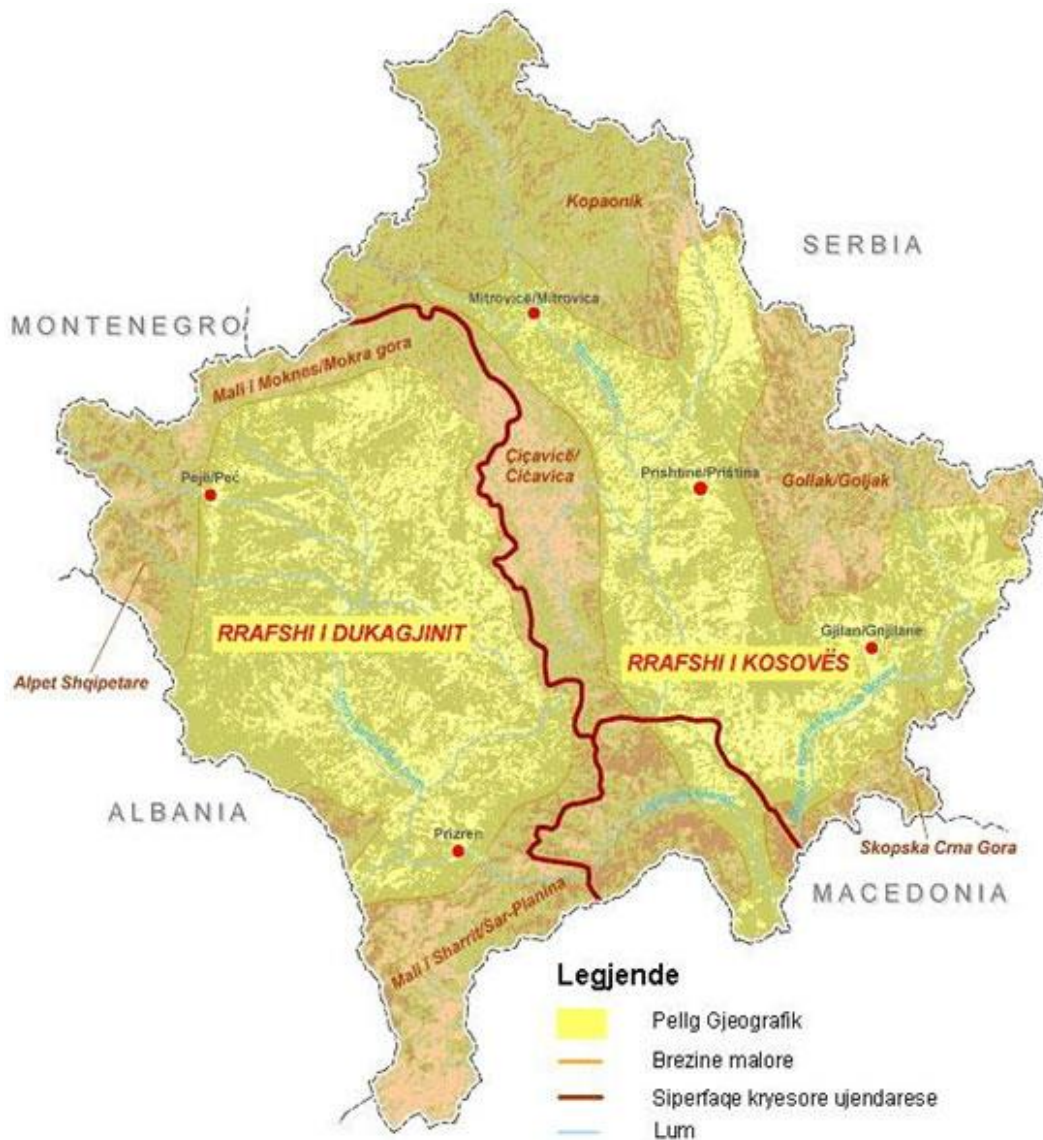 Kopaonik
SERBIA
Mitrovicë/Mitrovica
MONTENEGRO
Mali i Moknes/Mokra gora
Çiçavicë/
Cičavica
Pejë/Peć
Prishtinë/Priština
Gollak/Goljak
RRAFSHI I DUKAGJINIT
Gjilan/Gnjilane
RRAFSHI I KOSOVËS
Alpet Shqipetare
ALBANIA
Prizren
Skopska Crna Gora
MACEDONIA
Mali i Sharrit/Šar-Planina
Legjende
Pellg Gjeografik
Brezine malore
Siperfaqe kryesore ujendarese
Lum